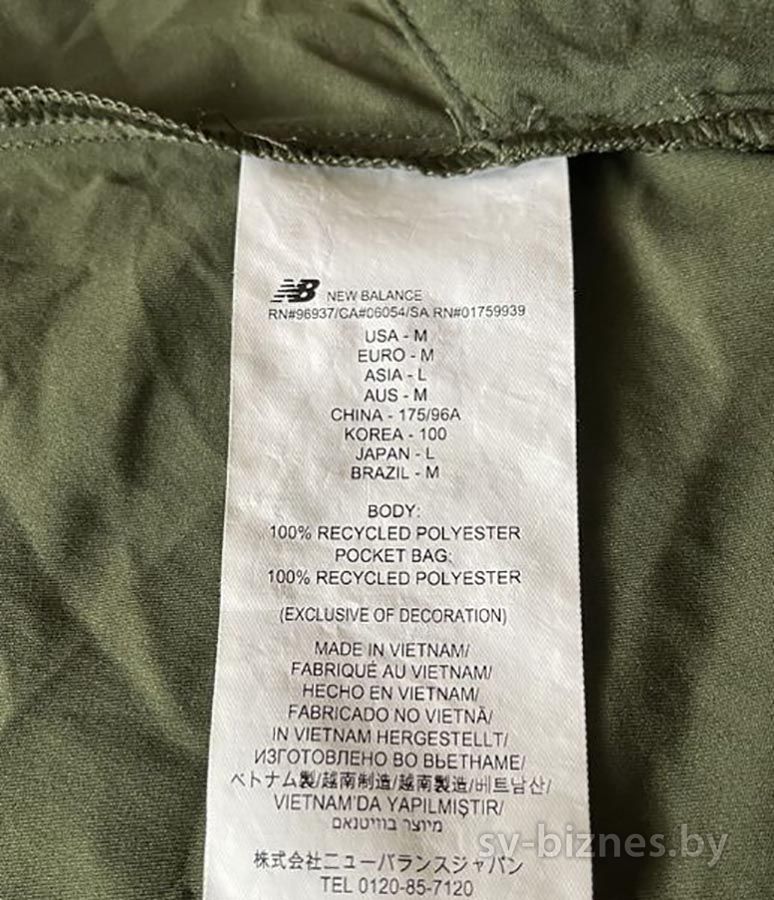 NB NEW BALANCE
RN#96937/CA#06054/SA RN#01759939
USA - M
EURO - M
ASIA - L
AUS - M
CHINA - 175/96A
KOREA - 100
JAPAN - L
BRAZIL - M
BODY:
100% RECYCLED POLYESTER
POCKET BAG:
100% RECYCLED POLYESTER
(EXCLUSIVE OF DECORATION)
MADE IN VIETNAM/
FABRIQUÉ AU VIETNAM/
HECHO EN VIETNAM/
FABRICADO NO VIETNÃ/
IN VIETNAM HERGESTELLT/
ИЗГОТОВЛЕНО ВО ВЬЕТНАМЕ/
ベトナム製/越南制造/越南製造/베트남산/
VIETNAM'DA YAPILMIŞTIR/
מיוצר בווייטנאם
株式会社ニューバランスジャパン
TEL 0120-85-7120
sv-biznes.by